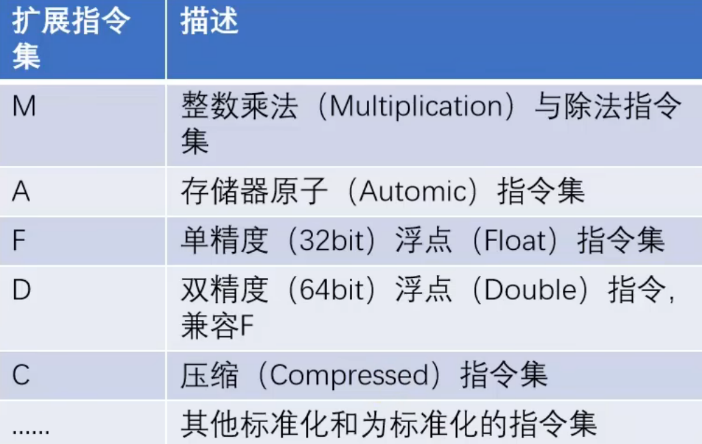 扩展指令 描述
集
M 整数乘法（Multiplication）与除法指令
集
A 存储器原子（Automic）指令集
F 单精度（32bit）浮点（Float）指令集
D 双精度（64bit）浮点（Double）指令，
兼容F
C 压缩（Compressed）指令集
...... 其他标准化和为标准化的指令集